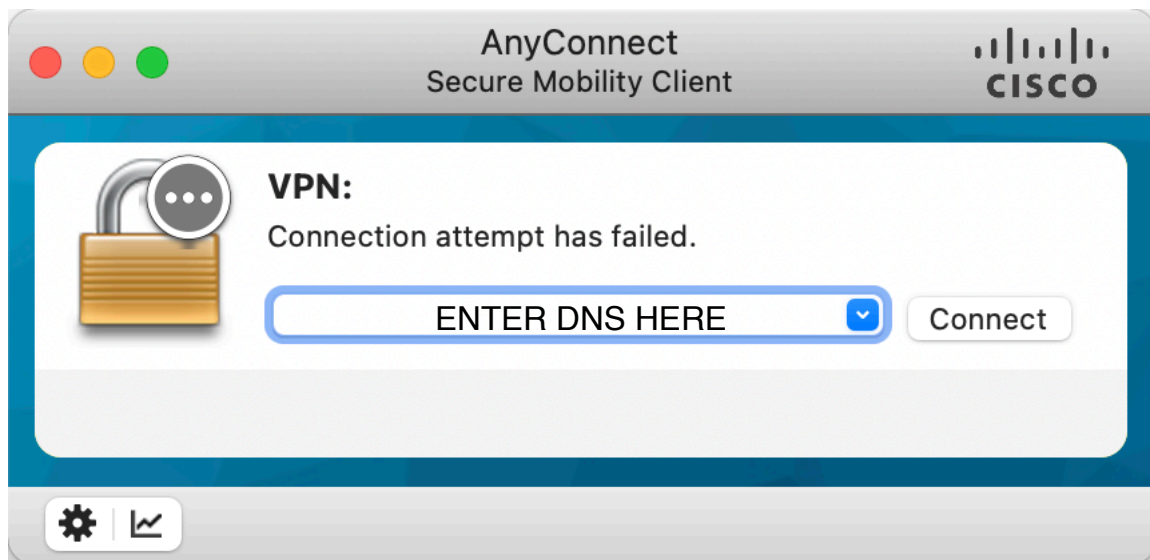 AnyConnect
Secure Mobility Client
CISCO
VPN:
Connection attempt has failed.
ENTER DNS HERE
Connect